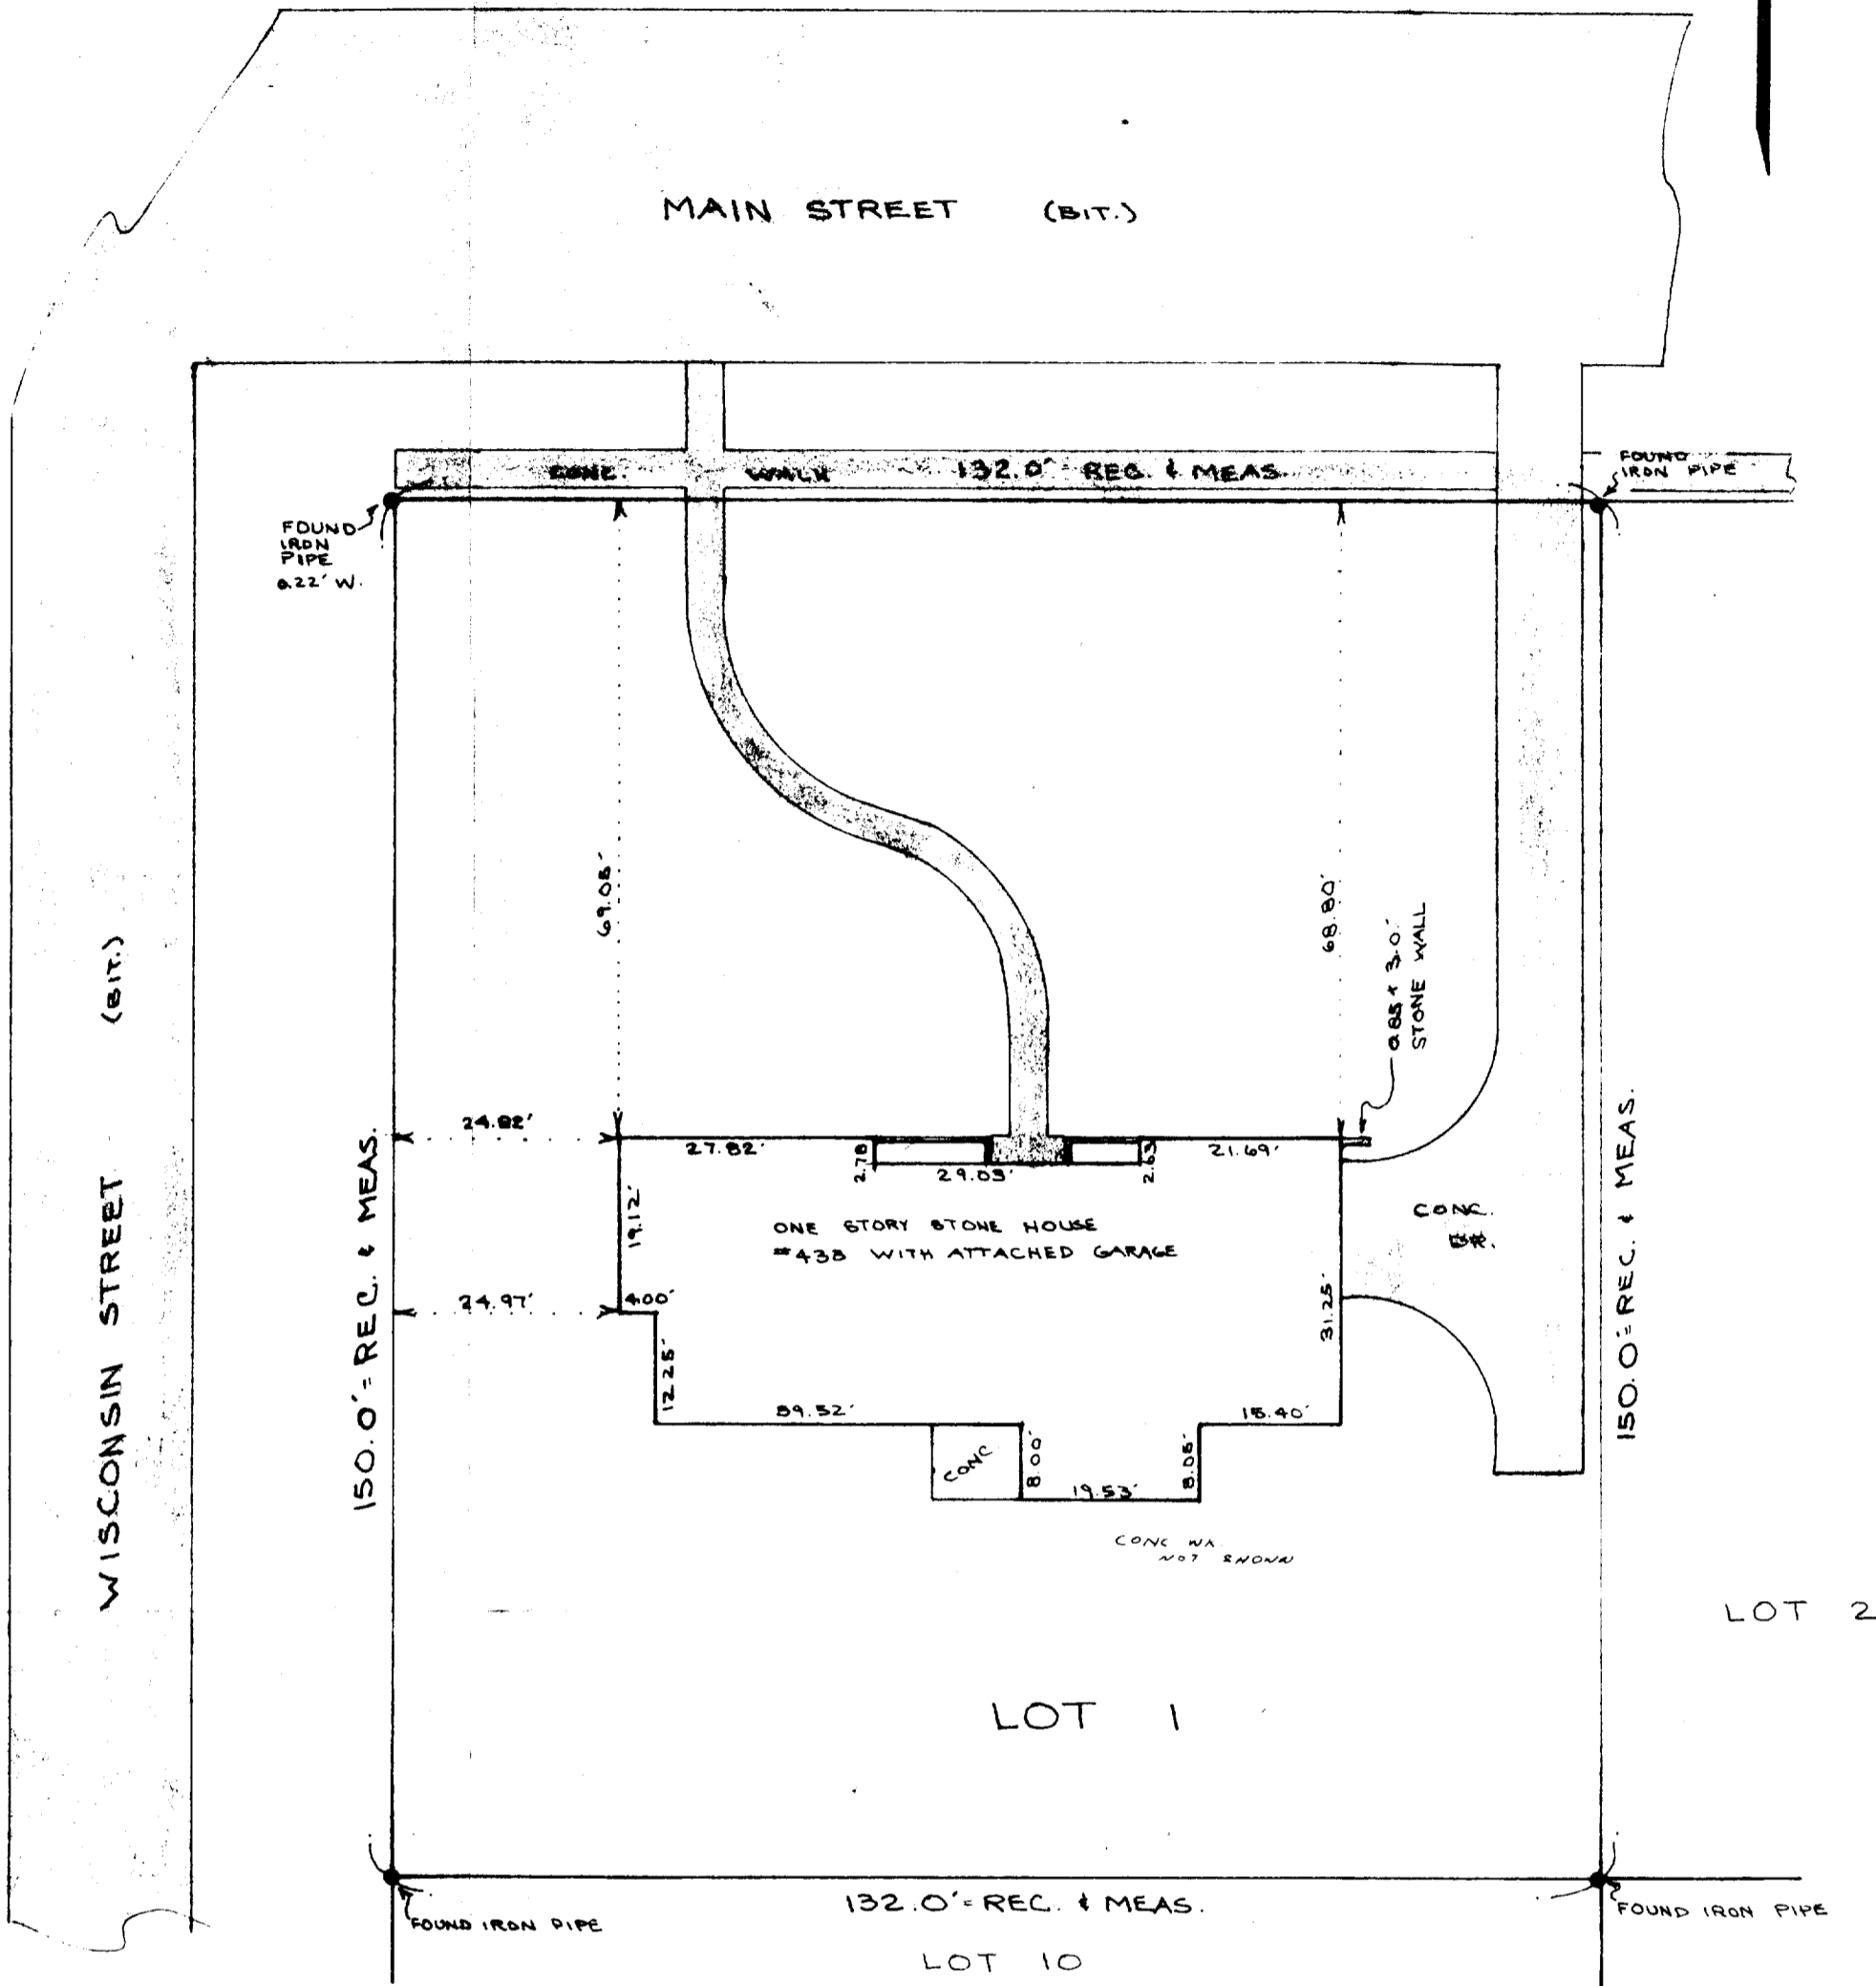 MAIN STREET (BIT.)
CONC. WALK 132.0' REC. & MEAS.
FOUND
IRON PIPE
FOUND
IRON
PIPE
0.22' W.
69.08'
68.80'
0.85 x 3.0'
STONE WALL
WISCONSIN STREET (BIT.)
150.0'=REC. & MEAS.
150.0'=REC. & MEAS.
24.82'
27.82'
2.78
29.03'
2.63
21.69'
19.12'
ONE STORY STONE HOUSE
#438 WITH ATTACHED GARAGE
CONC.
DR.
24.97'
4.00'
31.25'
12.25'
39.52'
15.40'
CONC
8.00'
19.53'
8.05'
CONC WK.
NOT SHOWN
LOT 2
LOT 1
132.0'=REC. & MEAS.
FOUND IRON PIPE
FOUND IRON PIPE
LOT 10